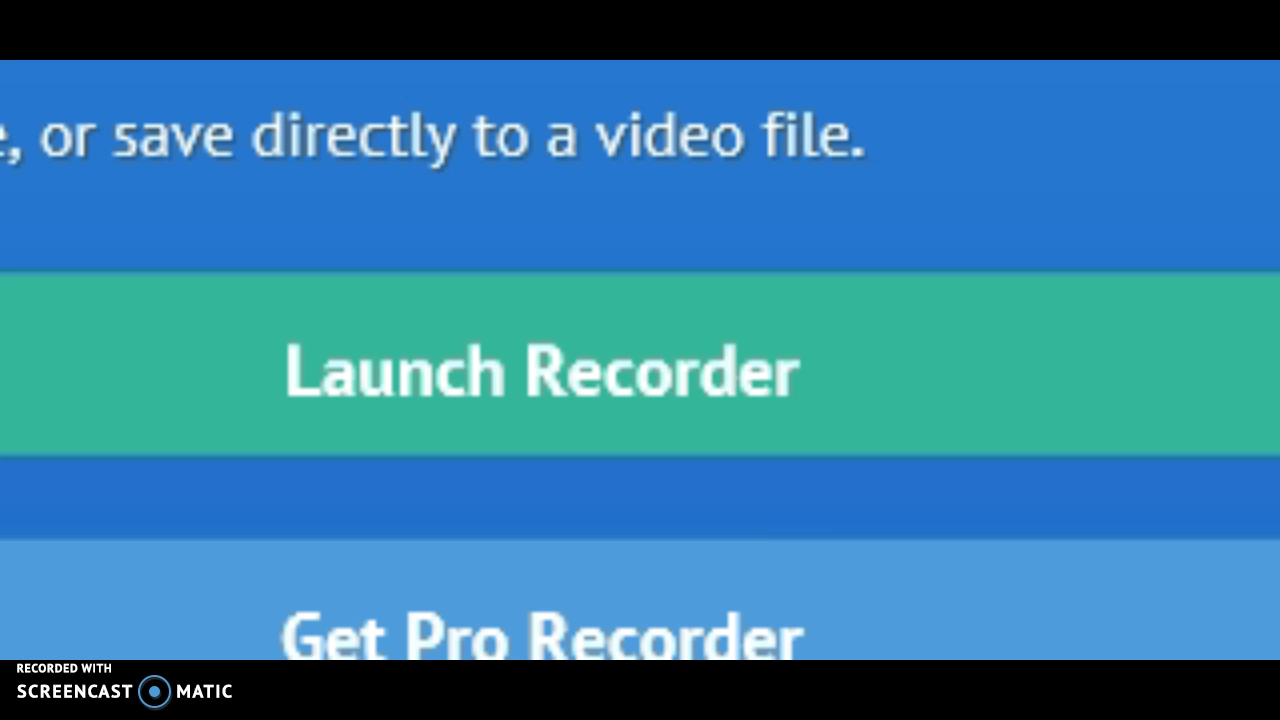 e, or save directly to a video file.
Launch Recorder
Get Pro Recorder
RECORDED WITH
SCREENCAST MATIC